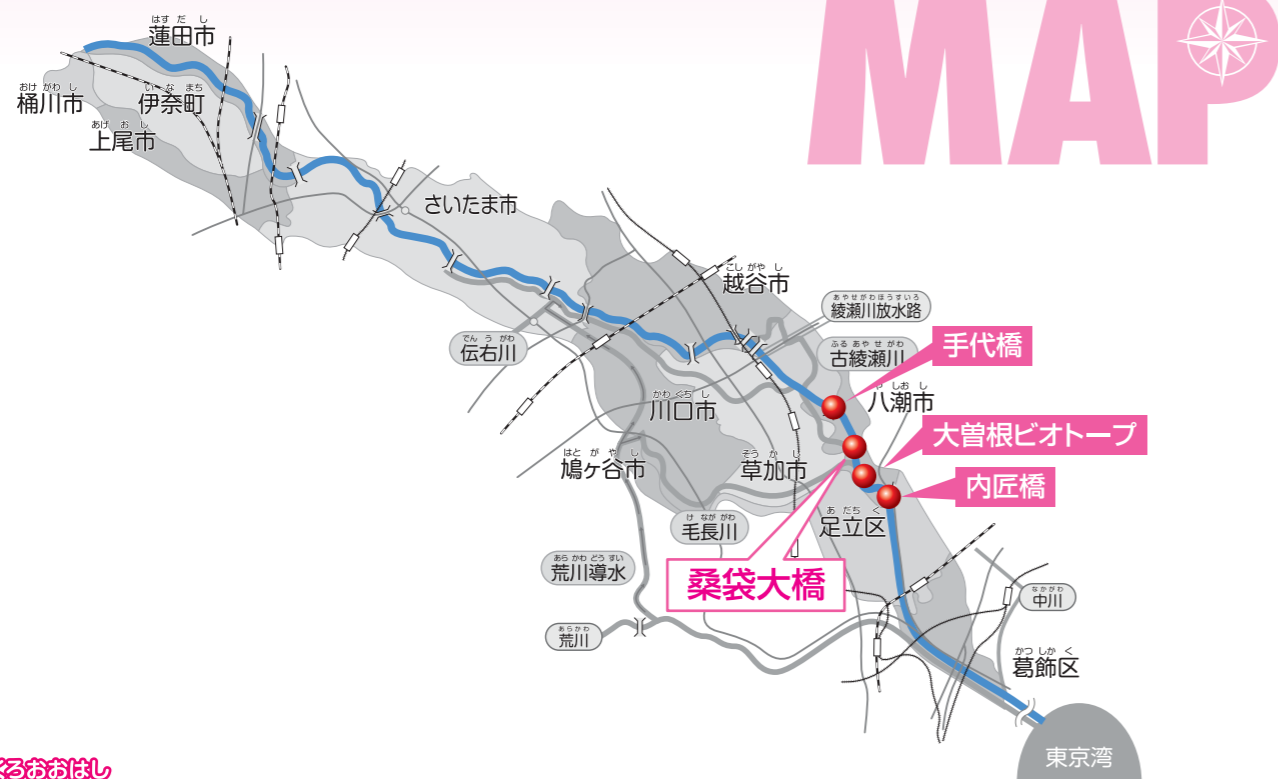 MAP
はすだし
蓮田市
おけがわし
桶川市
いなまち
伊奈町
あげおし
上尾市
さいたま市
こしがやし
越谷市
あやせがわほうすいろ
綾瀬川放水路
でんうがわ
伝右川
ふるあやせがわ
古綾瀬川
手代橋
やしおし
八潮市
かわぐちし
川口市
大曽根ビオトープ
はとがやし
鳩ヶ谷市
そうかし
草加市
内匠橋
けながわ
毛長川
あだちく
足立区
あらかわどうすい
荒川導水
桑袋大橋
なかがわ
中川
あらかわ
荒川
かつしかく
葛飾区
東京湾
ぐろおおはし